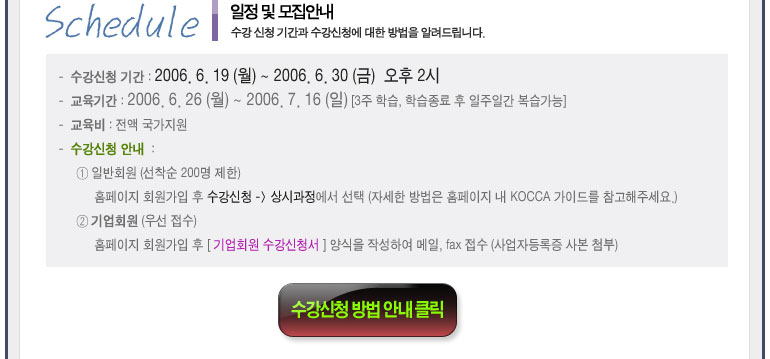 Schedule
일정 및 모집안내
수강 신청 기간과 수강신청에 대한 방법을 알려드립니다.
- 수강신청 기간 : 2006. 6. 19 (월) ~ 2006. 6. 30 (금) 오후 2시
- 교육기간 : 2006. 6. 26 (월) ~ 2006. 7. 16 (일) [3주 학습, 학습종료 후 일주일간 복습가능]
- 교육비 : 전액 국가지원
- 수강신청 안내 :
① 일반회원 (선착순 200명 제한)
홈페이지 회원가입 후 수강신청 -> 상시과정에서 선택 (자세한 방법은 홈페이지 내 KOCCA 가이드를 참고해주세요.)
② 기업회원 (우선 접수)
홈페이지 회원가입 후 [ 기업회원 수강신청서 ] 양식을 작성하여 메일, fax 접수 (사업자등록증 사본 첨부)
수강신청 방법 안내 클릭